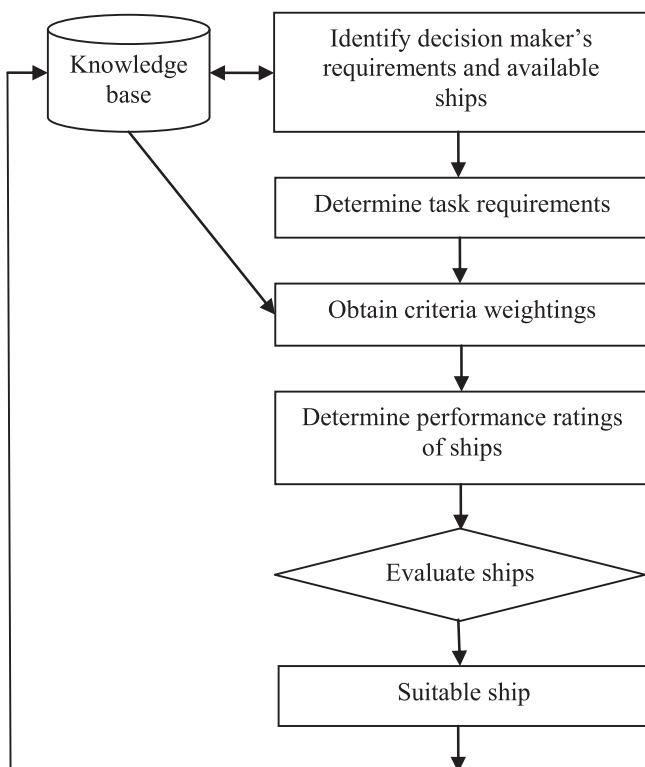 Knowledge
base
Identify decision maker’s
requirements and available
ships
Determine task requirements
Obtain criteria weightings
Determine performance ratings
of ships
Evaluate ships
Suitable ship